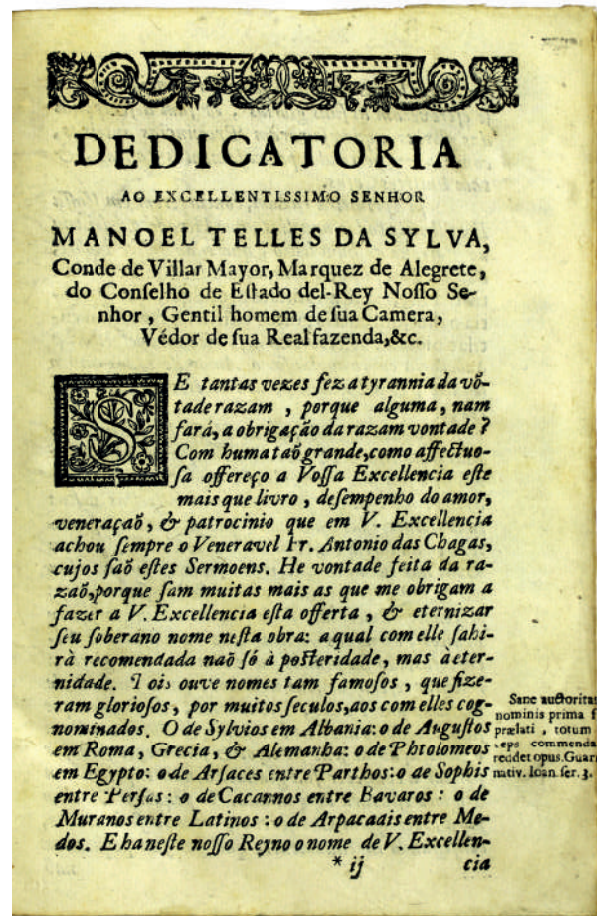 DEDICATORIA
AO EXCELLENTISSIMO SENHOR
MANOEL TELLES DA SYLVA,
Conde de Villar Mayor, Marquez de Alegrete,
do Conſelho de Eſtado del-Rey Noſſo Se-
nhor, Gentil homem de ſua Camera,
Védor de ſua Real fazenda, &c.
SE tantas vezes fez a tyrannia da võ-
tade razam, porque alguma, nam
fará, a obrigação da razam vontade?
Com huma taõ grande, como affectuo-
ſa offereço a Voſſa Excellencia eſte
mais que livro, deſempenho do amor,
veneraçaõ, & patrocinio que em V. Excellencia
achou ſempre o Veneravel Fr. Antonio das Chagas,
cujos ſaõ eſtes Sermoens. He vontade feita da ra-
zaõ, porque ſam muitas mais as que me obrigam a
fazer a V. Excellencia eſta offerta, & eternizar
ſeu ſoberano nome neſta obra: a qual com elle ſahi-
rà recomendada naõ ſó à poſteridade, mas à eter-
nidade. Pois ouve nomes tam famoſos, que fize-
ram glorioſos, por muitos ſeculos, aos com elles cog-
nominados. O de Sylvios em Albania: o de Auguſtos
em Roma, Grecia, & Alemanha: o de Phtolomeos
em Egypto: o de Arſaces entre Parthos: o de Sophis
entre Perſas: o de Cacannos entre Bavaros: o de
Muranos entre Latinos: o de Arpacaais entre Me-
dos. E ha neſte noſſo Reyno o nome de V. Excellen-
* ij cia
Sane auctoritas
nominis prima f
prælati, totum
commenda
reddet opus. Guar
nativ. Ioan. ſer. 3.